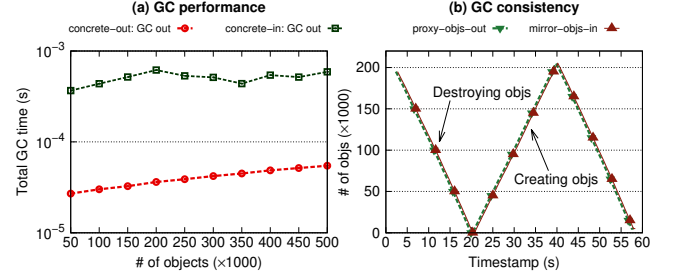 (a) GC performance
concrete-out: GC out
concrete-in: GC out
Total GC time (s)
10⁻³
10⁻⁴
10⁻⁵
50 100 150 200 250 300 350 400 450 500
# of objects (×1000)
(b) GC consistency
proxy-objs-out
mirror-objs-in
# of objs (×1000)
200
150
100
50
0
Destroying objs
Creating objs
0 5 10 15 20 25 30 35 40 45 50 55 60
Timestamp (s)